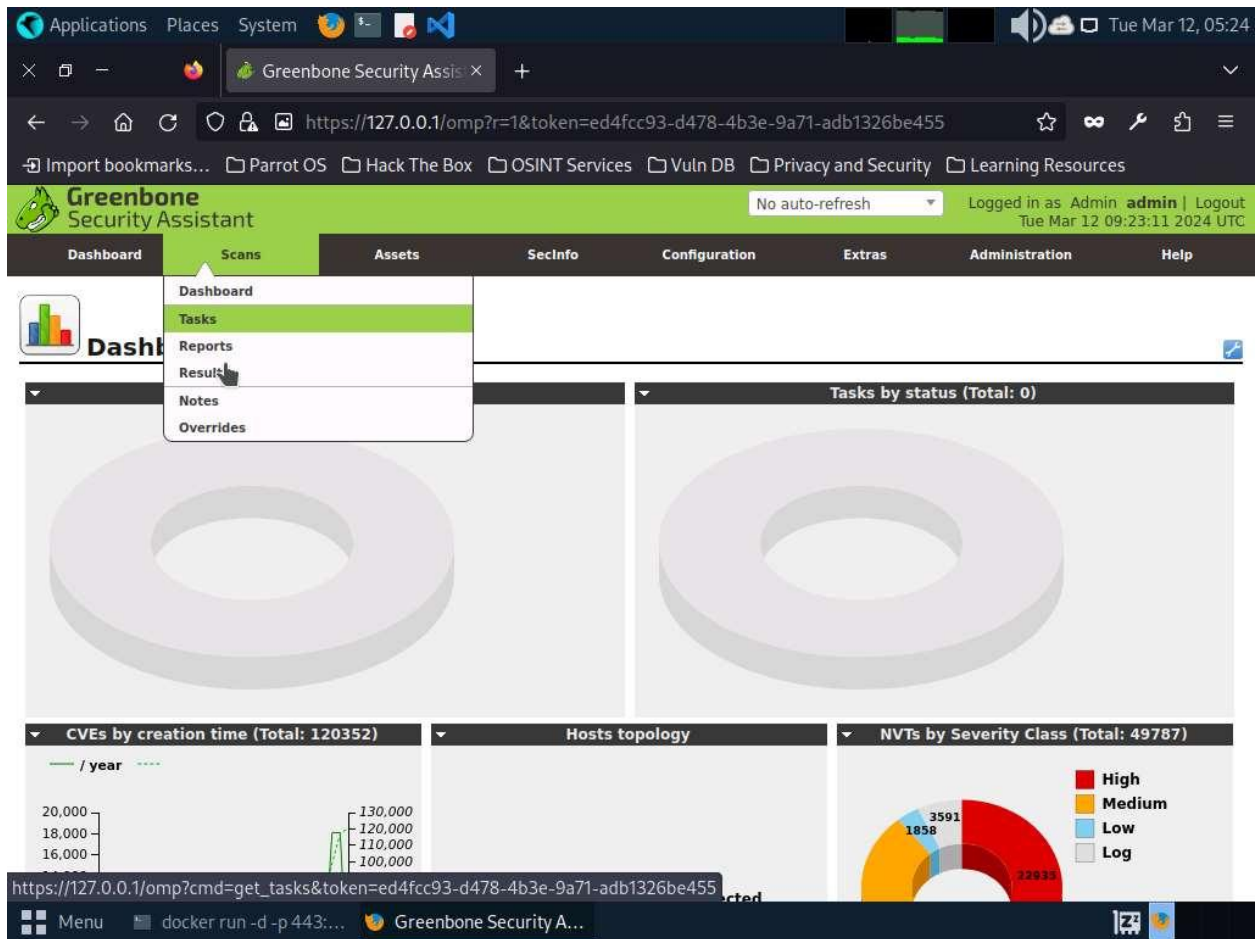 Applications Places System Tue Mar 12, 05:24
Greenbone Security Assis
https://127.0.0.1/omp?r=1&token=ed4fcc93-d478-4b3e-9a71-adb1326be455
Import bookmarks... Parrot OS Hack The Box OSINT Services Vuln DB Privacy and Security Learning Resources
Greenbone
Security Assistant
No auto-refresh
Logged in as Admin admin | Logout
Tue Mar 12 09:23:11 2024 UTC
Dashboard Scans Assets SecInfo Configuration Extras Administration Help
Dashboard
Tasks
Reports
Notes
Overrides
Tasks by status (Total: 0)
CVEs by creation time (Total: 120352)
/ year
20,000
18,000
16,000
130,000
120,000
110,000
100,000
Hosts topology
NVTs by Severity Class (Total: 49787)
High
Medium
Low
Log
3591
1858
22935
https://127.0.0.1/omp?cmd=get_tasks&token=ed4fcc93-d478-4b3e-9a71-adb1326be455
Menu docker run -d -p 443:... Greenbone Security A...